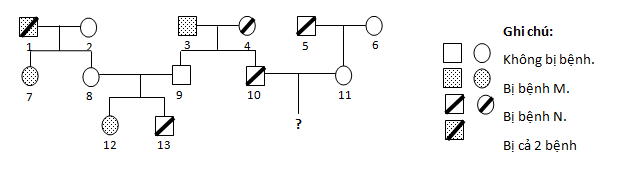 Ghi chú:
1 2 3 4 5 6
Không bị bệnh.
7 8 9 10 11
Bị bệnh M.
Bị bệnh N.
?
12 13
Bị cả 2 bệnh